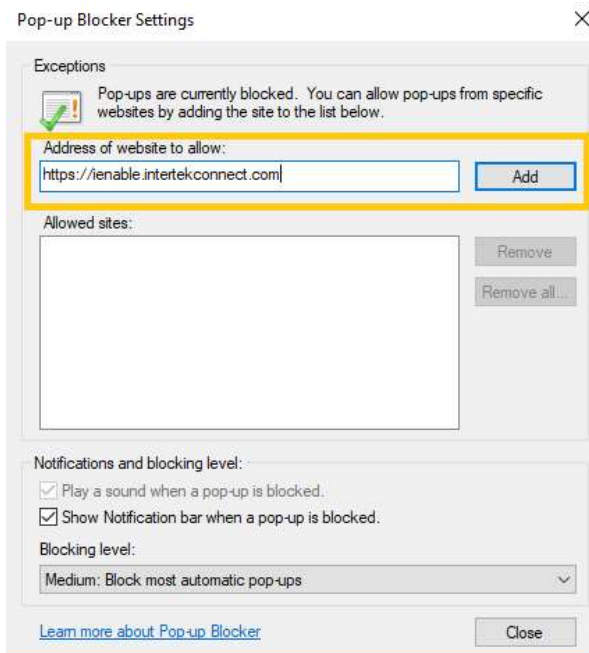 Pop-up Blocker Settings
Exceptions
Pop-ups are currently blocked.  You can allow pop-ups from specific
websites by adding the site to the list below.
Address of website to allow:
https://ienable.intertekconnect.com
Add
Allowed sites:
Remove
Remove all...
Notifications and blocking level:
Play a sound when a pop-up is blocked.
Show Notification bar when a pop-up is blocked.
Blocking level:
Medium: Block most automatic pop-ups
Learn more about Pop-up Blocker
Close